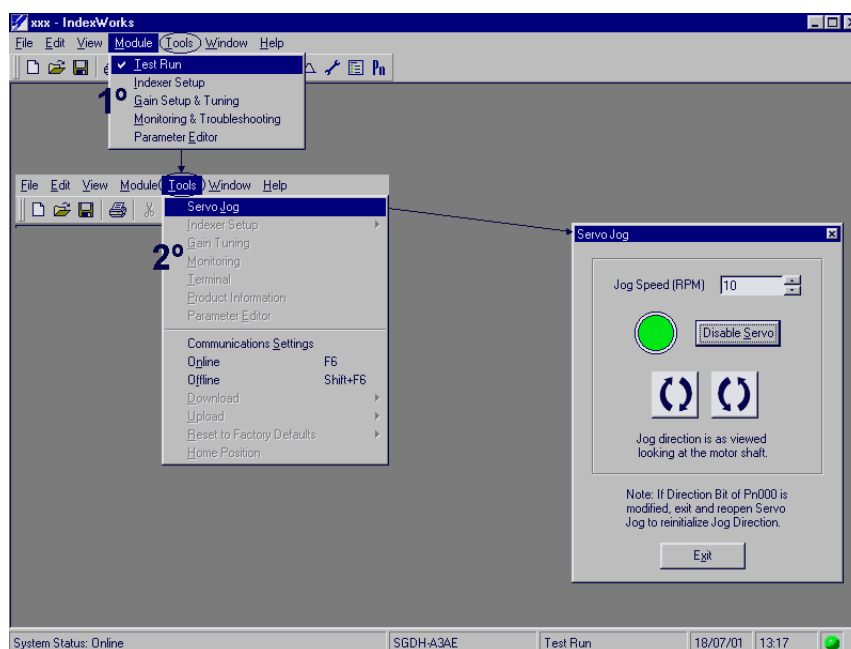 xxx - IndexWorks
File Edit View Module Tools Window Help
Pn
1º
Test Run
Indexer Setup
Gain Setup & Tuning
Monitoring & Troubleshooting
Parameter Editor
File Edit View Module Tools Window Help
2º
Servo Jog
Indexer Setup
Gain Tuning
Monitoring
Terminal
Product Information
Parameter Editor
Communications Settings
Online F6
Offline Shift+F6
Download
Upload
Reset to Factory Defaults
Home Position
Servo Jog
Jog Speed (RPM) 10
Disable Servo
Jog direction is as viewed
looking at the motor shaft.
Note: If Direction Bit of Pn000 is
modified, exit and reopen Servo
Jog to reinitialize Jog Direction.
Exit
System Status: Online SGDH-A3AE Test Run 18/07/01 13:17